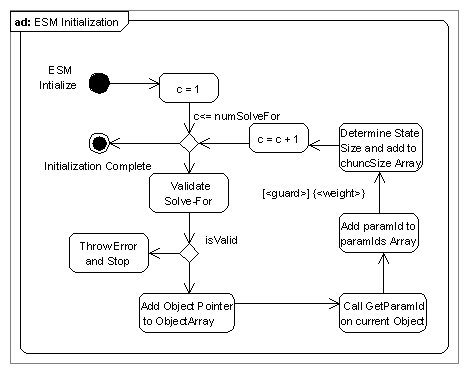 ad: ESM Initialization
ESM
Intialize
c = 1
c<= numSolveFor
c = c + 1
Determine State
Size and add to
chuncSize Array
Initialization Complete
Validate
Solve-For
[<guard>] {<weight>}
Add paramId to
paramIds Array
isValid
ThrowError
and Stop
Add Object Pointer
to ObjectArray
Call GetParamId
on current Object